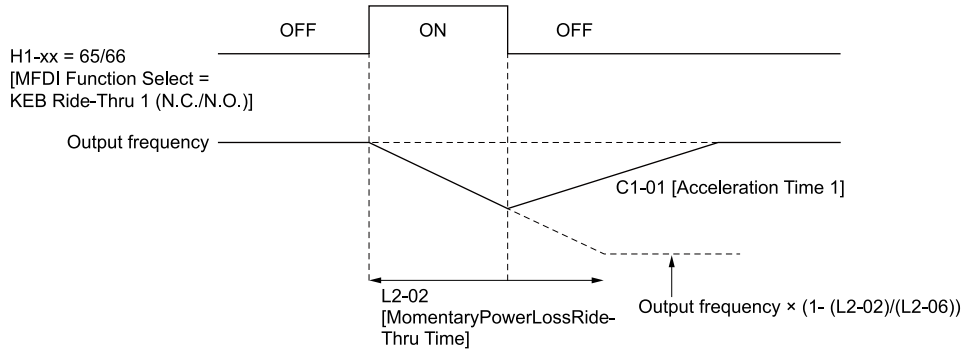 OFF
ON
OFF
H1-xx = 65/66
[MFDI Function Select =
KEB Ride-Thru 1 (N.C./N.O.)]
Output frequency
C1-01 [Acceleration Time 1]
L2-02
[MomentaryPowerLossRide-
Thru Time]
Output frequency × (1- (L2-02)/(L2-06))